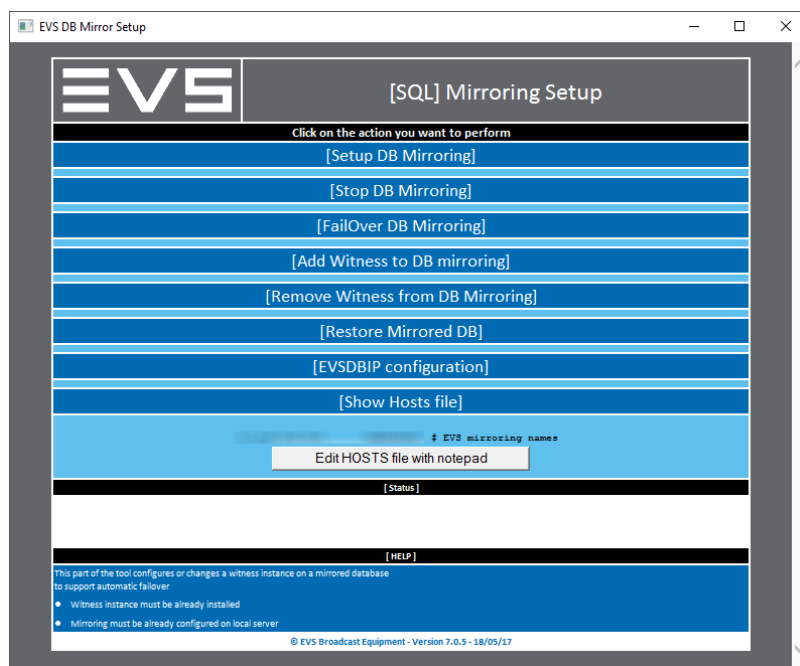 EVS DB Mirror Setup
EVS
[SQL] Mirroring Setup
Click on the action you want to perform
[Setup DB Mirroring]
[Stop DB Mirroring]
[FailOver DB Mirroring]
[Add Witness to DB mirroring]
[Remove Witness from DB Mirroring]
[Restore Mirrored DB]
[EVSDBIP configuration]
[Show Hosts file]
# EVS mirroring names
Edit HOSTS file with notepad
[ Status ]
[ HELP ]
This part of the tool configures or changes a witness instance on a mirrored database
to support automatic failover
● Witness instance must be already installed
● Mirroring must be already configured on local server
© EVS Broadcast Equipment - Version 7.0.5 - 18/05/17